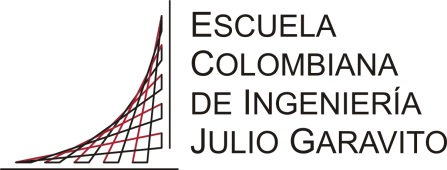 ESCUELA
COLOMBIANA
DE INGENIERÍA
JULIO GARAVITO